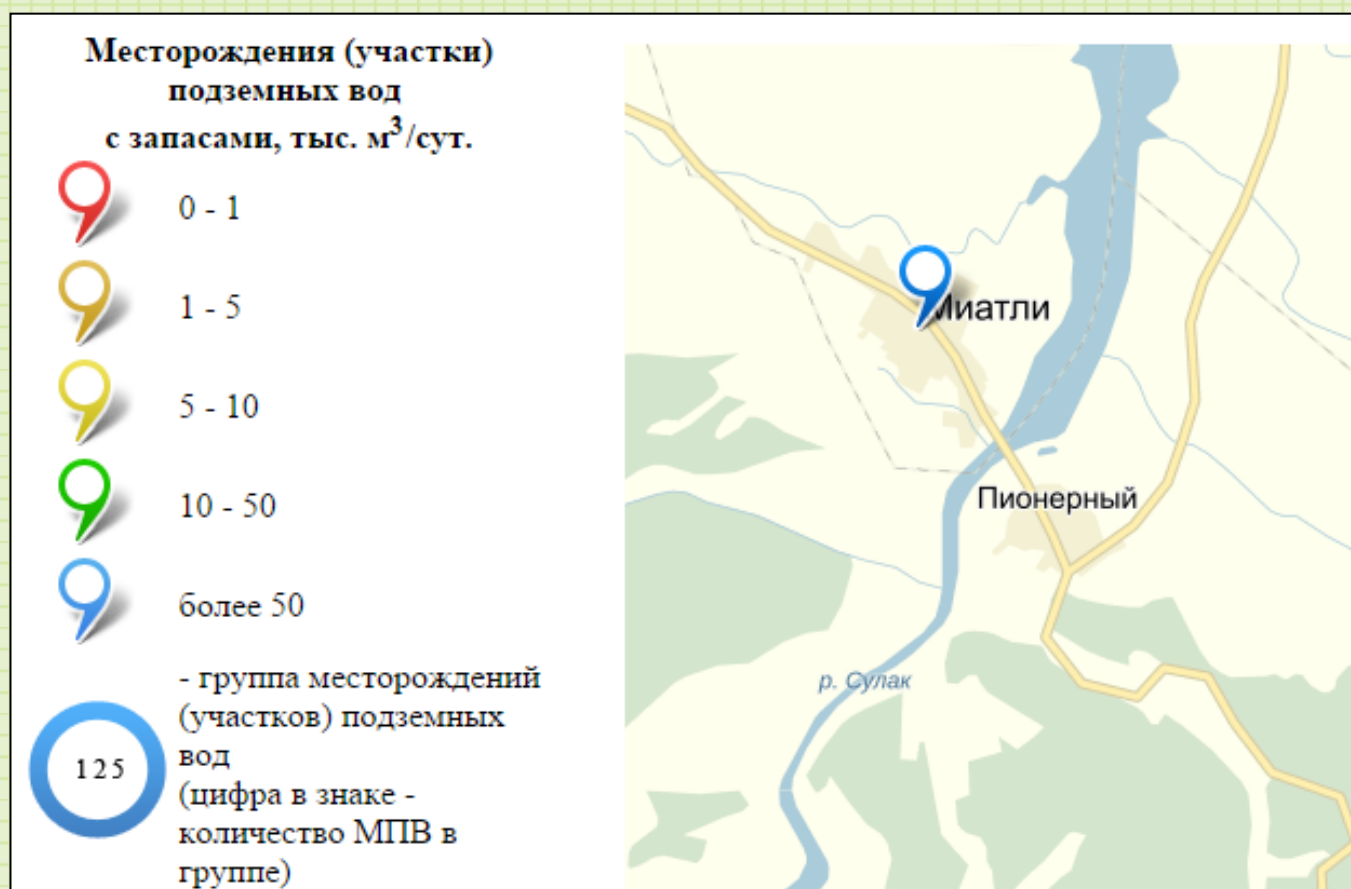 Месторождения (участки)
подземных вод
с запасами, тыс. м³/сут.
0 - 1
1 - 5
5 - 10
10 - 50
более 50
125
- группа месторождений
(участков) подземных
вод
(цифра в знаке -
количество МПВ в
группе)
Миатли
Пионерный
р. Сулак